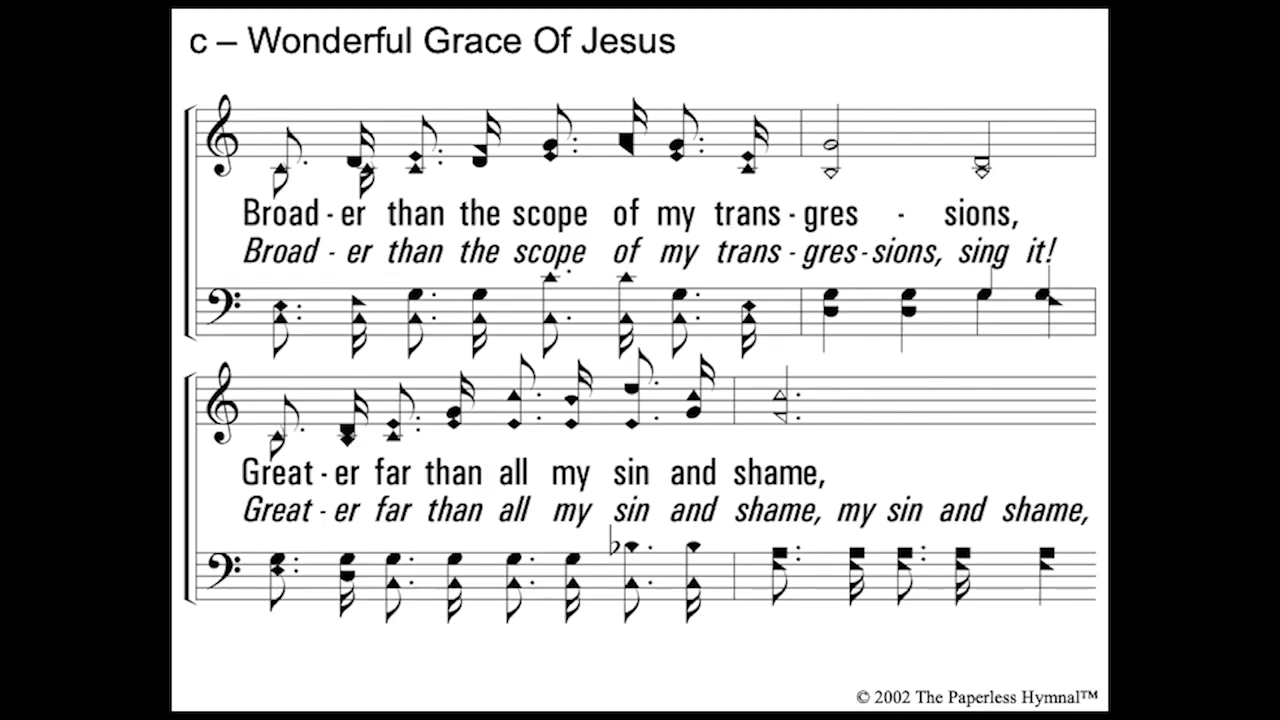 c – Wonderful Grace Of Jesus
Broad - er than the scope of my trans - gres - sions,
Broad - er than the scope of my trans - gres - sions, sing it!
Great - er far than all my sin and shame,
Great - er far than all my sin and shame, my sin and shame,
© 2002 The Paperless Hymnal™